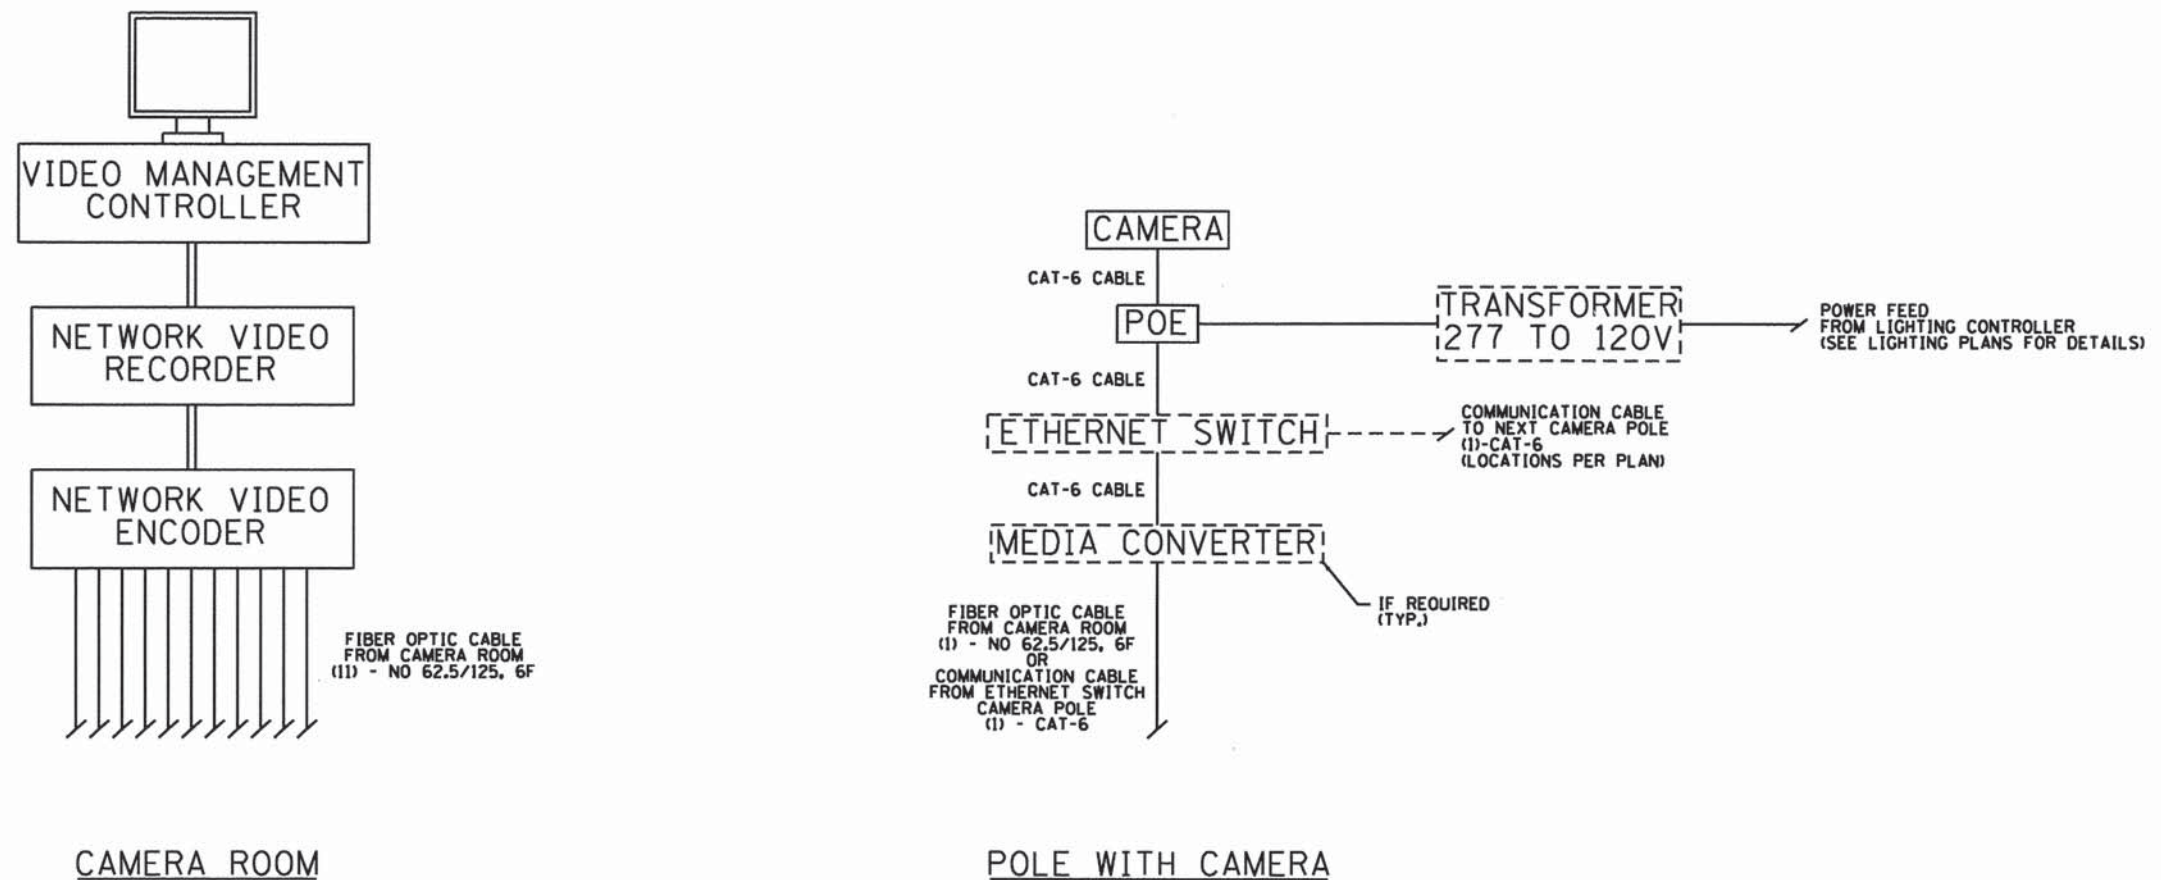 VIDEO MANAGEMENT
CONTROLLER
NETWORK VIDEO
RECORDER
NETWORK VIDEO
ENCODER
FIBER OPTIC CABLE
FROM CAMERA ROOM
(11) - NO 62.5/125, 6F
CAMERA ROOM
CAMERA
CAT-6 CABLE
POE
TRANSFORMER
277 TO 120V
POWER FEED
FROM LIGHTING CONTROLLER
(SEE LIGHTING PLANS FOR DETAILS)
CAT-6 CABLE
ETHERNET SWITCH
COMMUNICATION CABLE
TO NEXT CAMERA POLE
(1)-CAT-6
(LOCATIONS PER PLAN)
CAT-6 CABLE
MEDIA CONVERTER
IF REQUIRED
(TYP.)
FIBER OPTIC CABLE
FROM CAMERA ROOM
(1) - NO 62.5/125, 6F
OR
COMMUNICATION CABLE
FROM ETHERNET SWITCH
CAMERA POLE
(1) - CAT-6
POLE WITH CAMERA